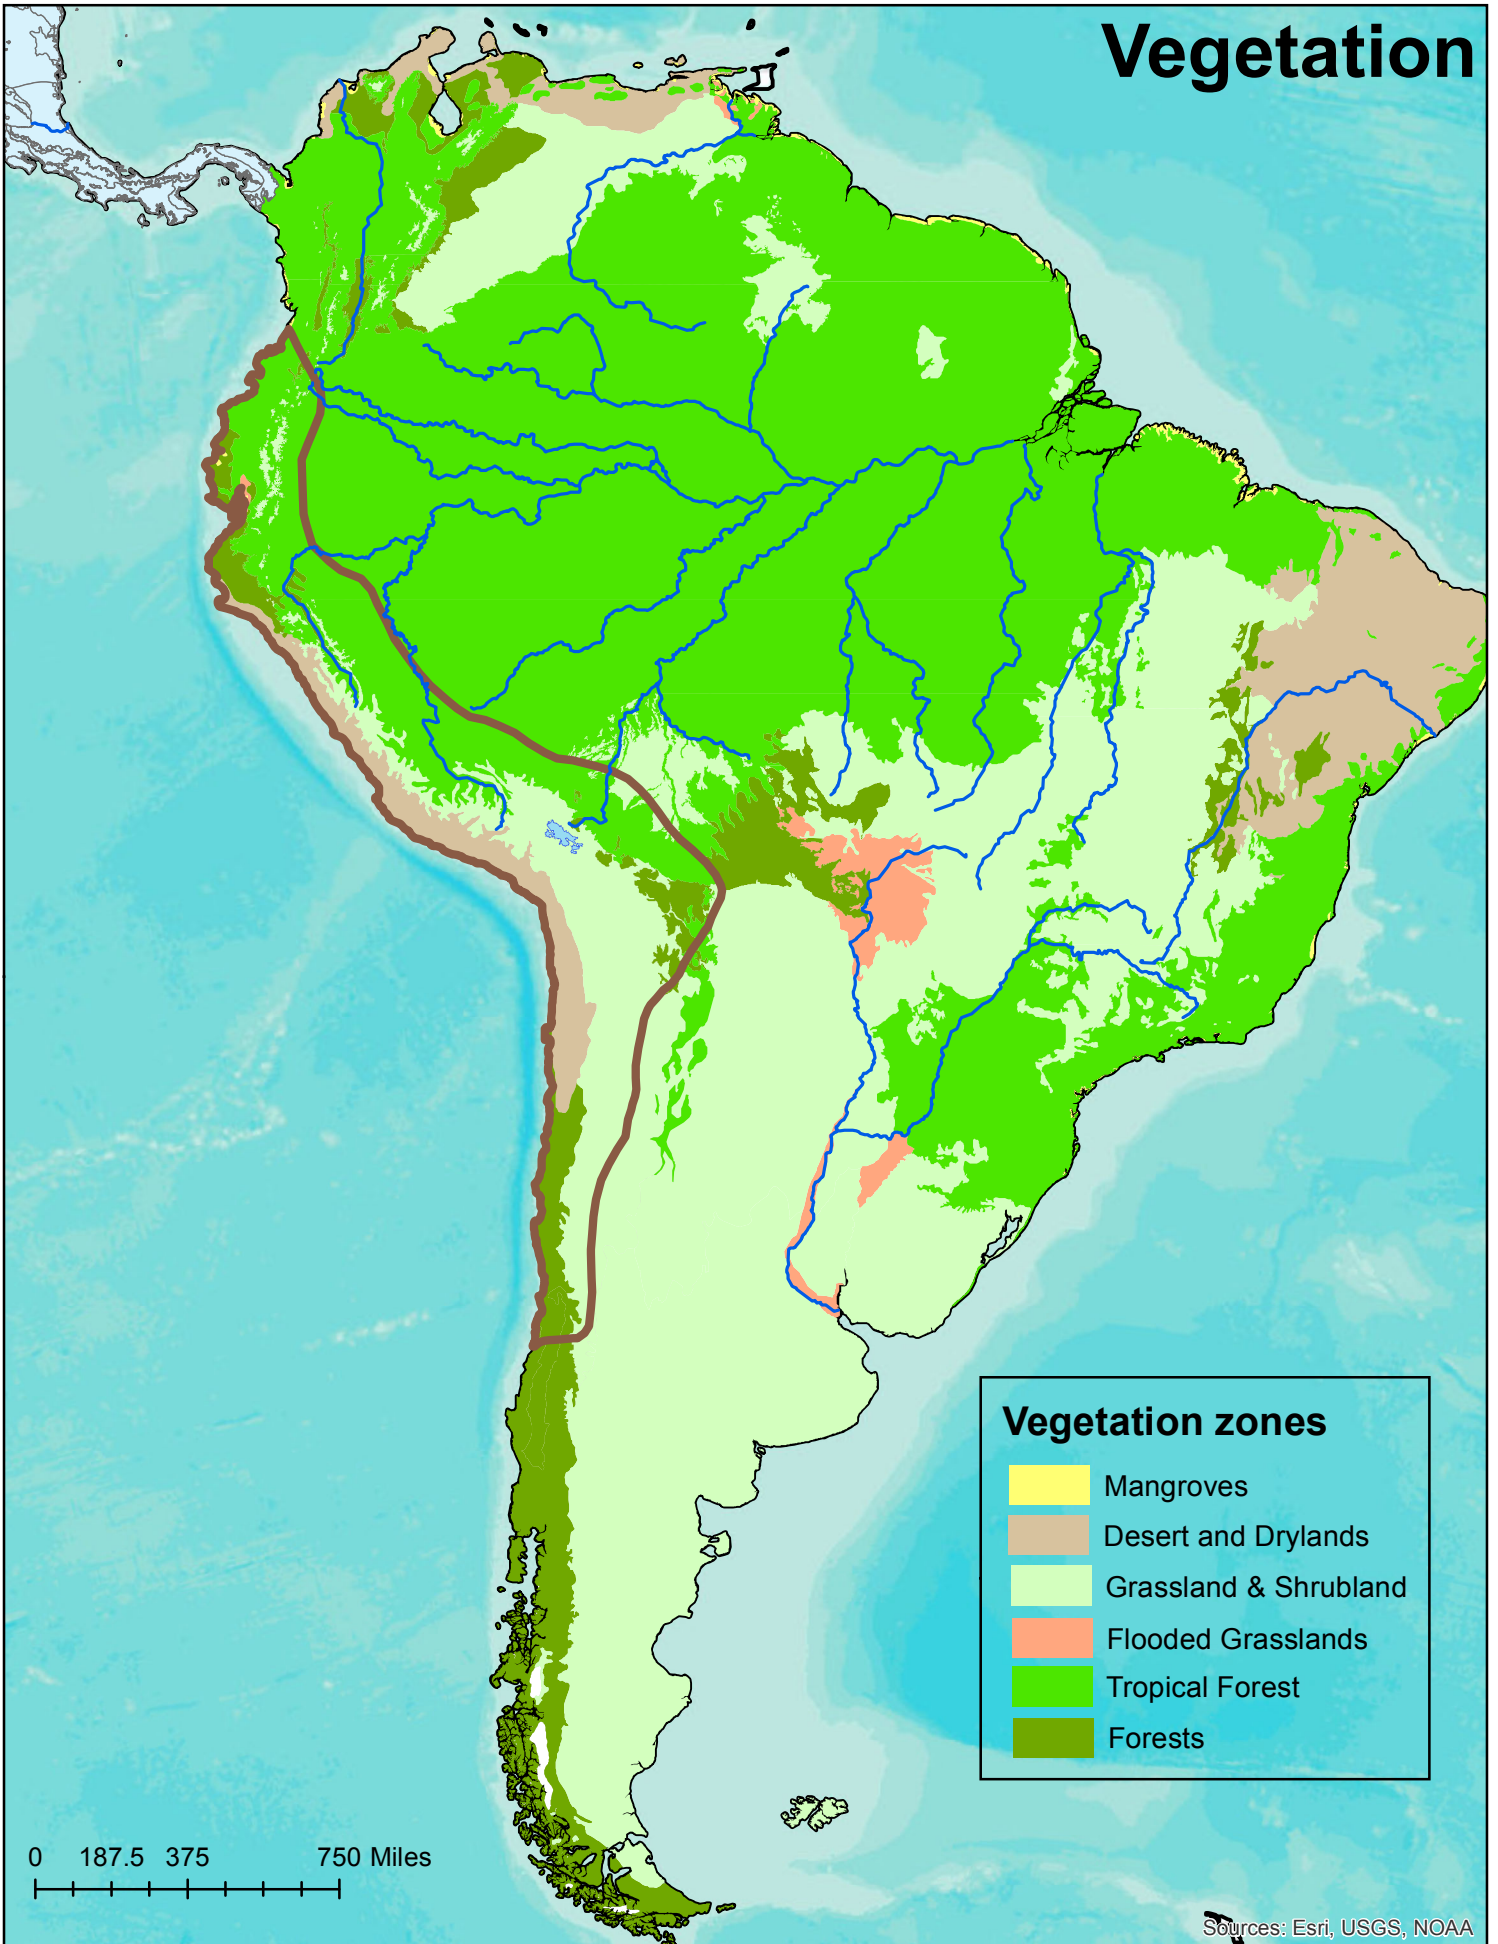 Vegetation
Vegetation zones
Mangroves
Desert and Drylands
Grassland & Shrubland
Flooded Grasslands
Tropical Forest
Forests
0 187.5 375 750 Miles
Sources: Esri, USGS, NOAA